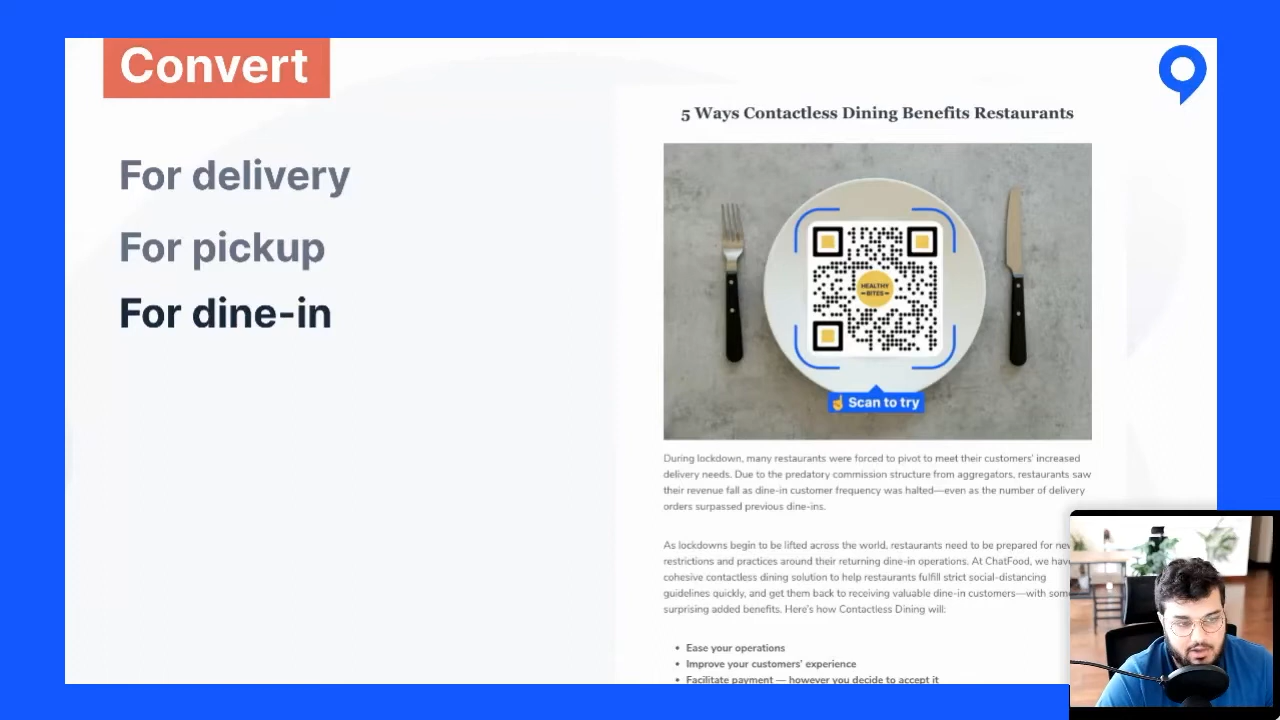 Convert
For delivery
For pickup
For dine-in
5 Ways Contactless Dining Benefits Restaurants
HEALTHY
BITES
☝ Scan to try
During lockdown, many restaurants were forced to pivot to meet their customers' increased
delivery needs. Due to the predatory commission structure from aggregators, restaurants saw
their revenue fall as dine-in customer frequency was halted—even as the number of delivery
orders surpassed previous dine-ins.
As lockdowns begin to be lifted across the world, restaurants need to be prepared for
restrictions and practices around their returning dine-in operations. At ChatFood, we
cohesive contactless dining solution to help restaurants fulfill strict social-distancing
guidelines quickly, and get them back to receiving valuable dine-in customers—with
surprising added benefits. Here's how Contactless Dining will:
• Ease your operations
• Improve your customers' experience
• Facilitate payment — however you decide to accept it